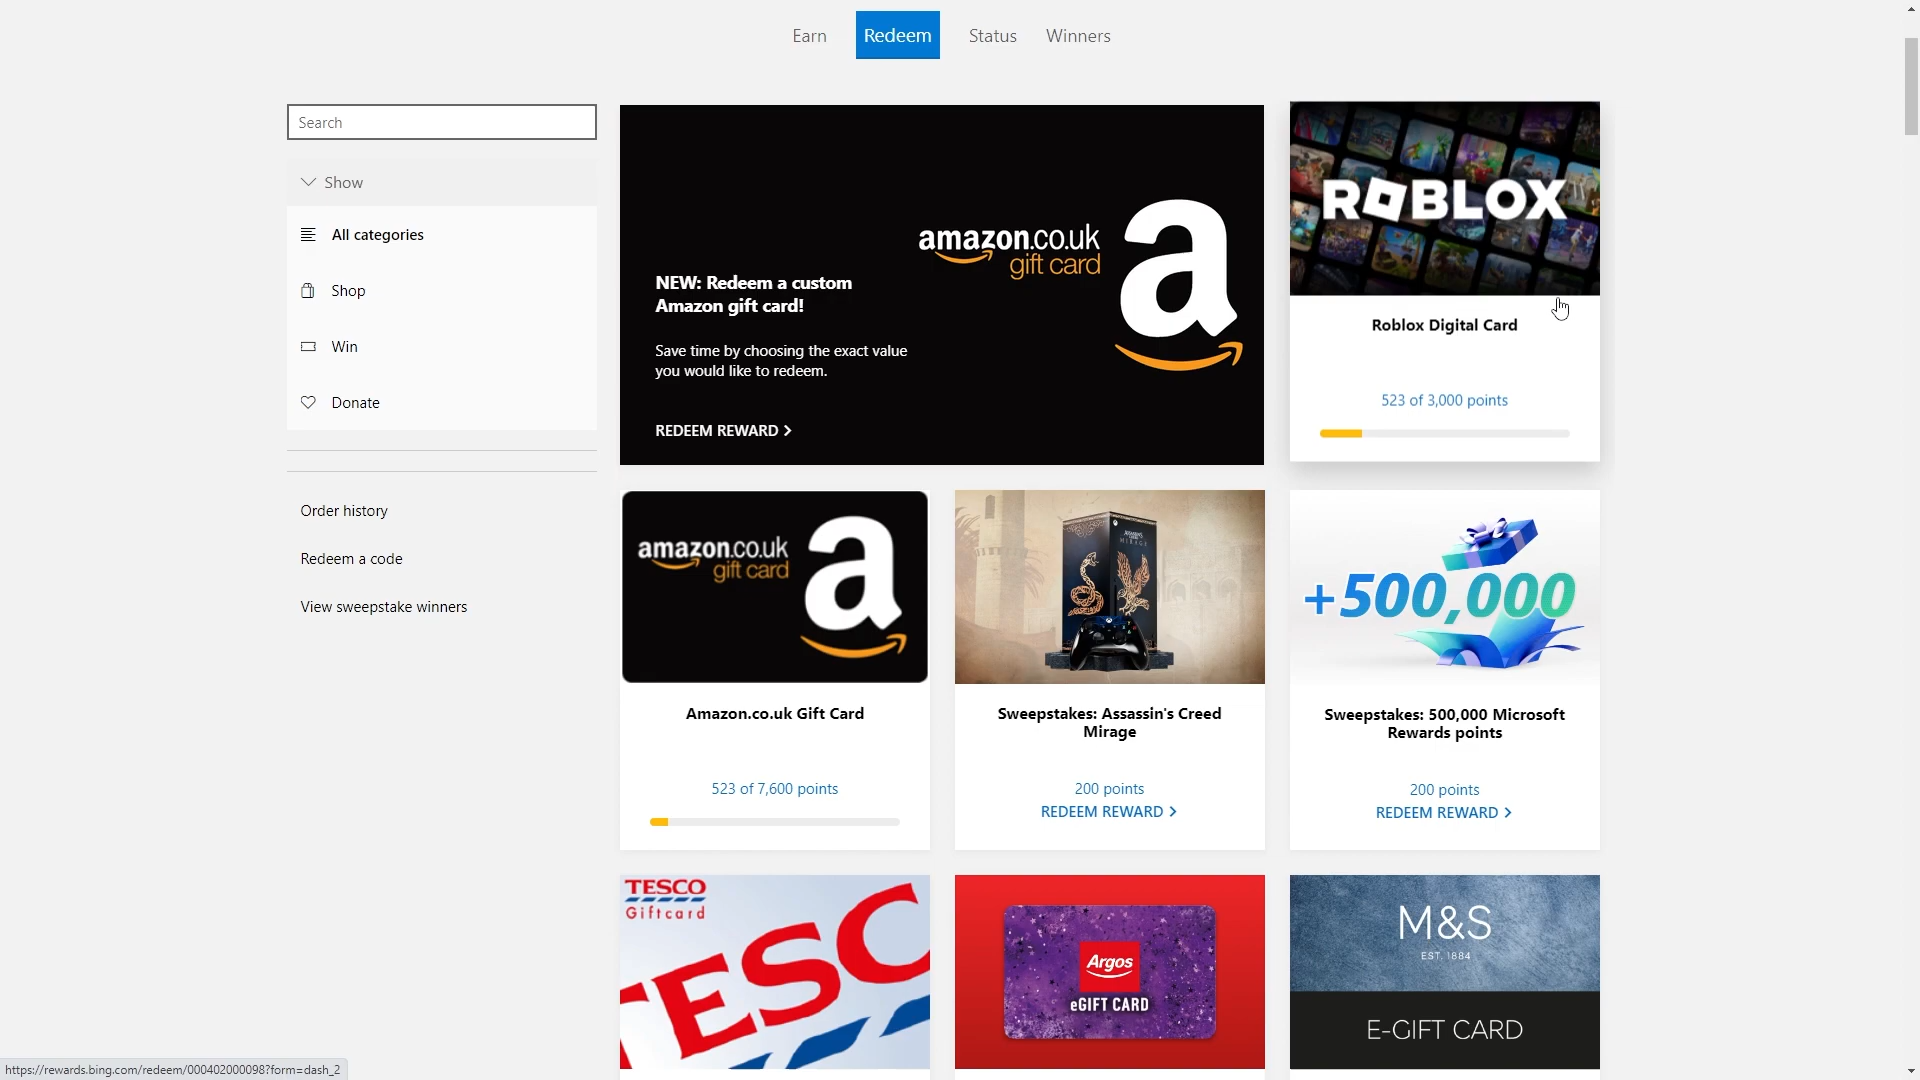 Earn
Redeem
Status
Winners
Search
Show
All categories
Shop
Win
Donate
Order history
Redeem a code
View sweepstake winners
NEW: Redeem a custom
Amazon gift card!
Save time by choosing the exact value
you would like to redeem.
REDEEM REWARD
amazon.co.uk
gift card
a
ROBLOX
Roblox Digital Card
523 of 3,000 points
amazon.co.uk
gift card
a
Amazon.co.uk Gift Card
523 of 7,600 points
ASSASSIN'S CREED
MIRAGE
Sweepstakes: Assassin's Creed
Mirage
200 points
REDEEM REWARD
+500,000
Sweepstakes: 500,000 Microsoft
Rewards points
200 points
REDEEM REWARD
TESCO
Giftcard
TESC
Argos
eGIFT CARD
M&S
EST. 1884
E-GIFT CARD
https://rewards.bing.com/redeem/000402000098?form=dash_2